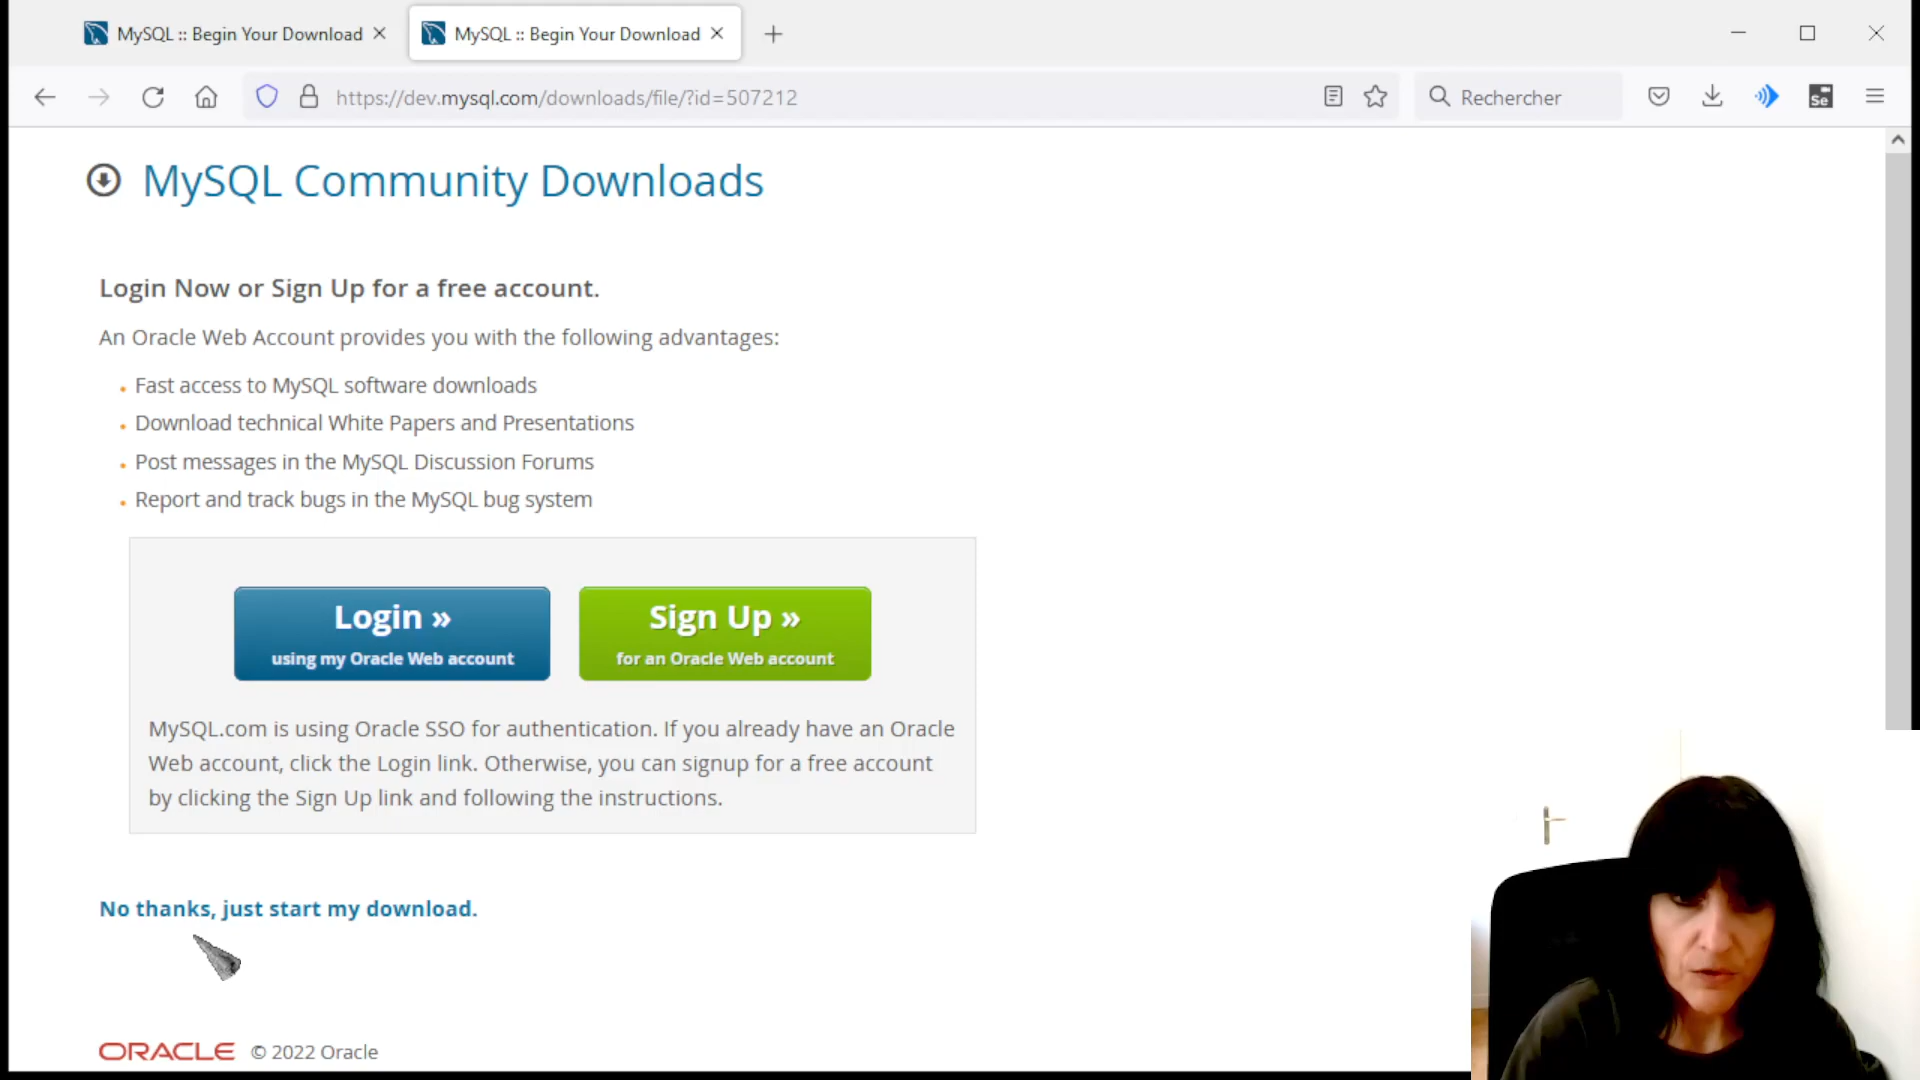 MySQL :: Begin Your Download
MySQL :: Begin Your Download
https://dev.mysql.com/downloads/file/?id=507212
Rechercher
Se
MySQL Community Downloads
Login Now or Sign Up for a free account.
An Oracle Web Account provides you with the following advantages:
Fast access to MySQL software downloads
Download technical White Papers and Presentations
Post messages in the MySQL Discussion Forums
Report and track bugs in the MySQL bug system
Login »
using my Oracle Web account
Sign Up »
for an Oracle Web account
MySQL.com is using Oracle SSO for authentication. If you already have an Oracle
Web account, click the Login link. Otherwise, you can signup for a free account
by clicking the Sign Up link and following the instructions.
No thanks, just start my download.
ORACLE © 2022 Oracle